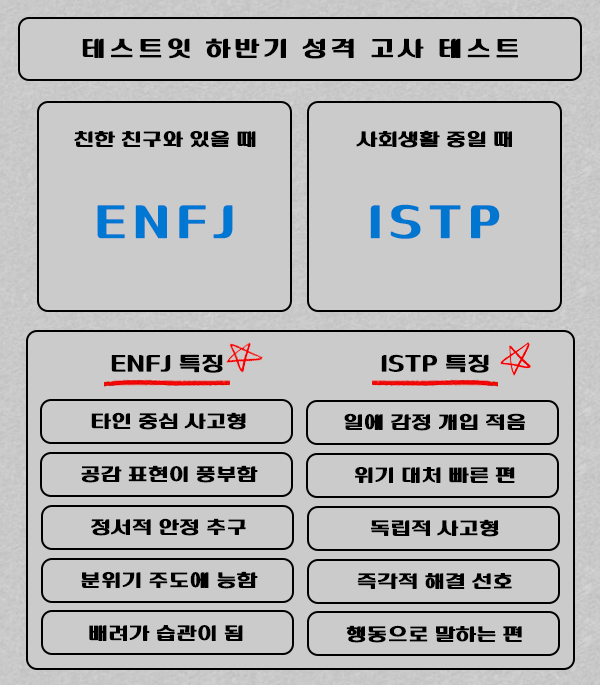 테스트잇 하반기 성격 고사 테스트
친한 친구와 있을 때
ENFJ
사회생활 중일 때
ISTP
ENFJ 특징
타인 중심 사고형
공감 표현이 풍부함
정서적 안정 추구
분위기 주도에 능함
배려가 습관이 됨
ISTP 특징
일에 감정 개입 적음
위기 대처 빠른 편
독립적 사고형
즉각적 해결 선호
행동으로 말하는 편